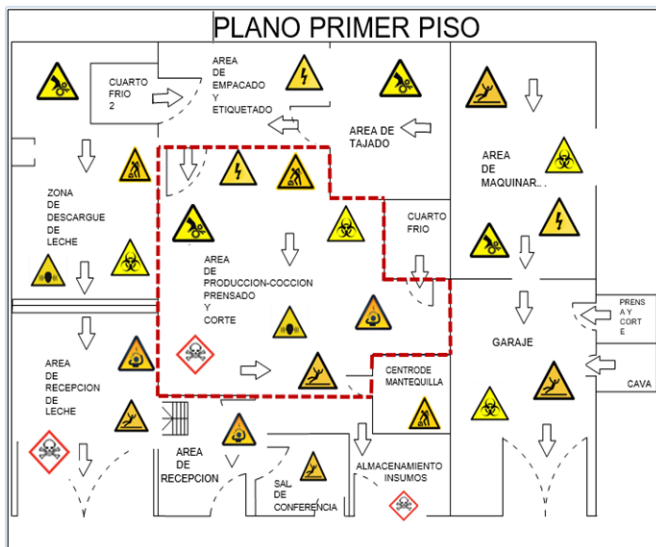 PLANO PRIMER PISO
CUARTO
FRIO
2
AREA
DE
EMPACADO
Y
ETIQUETADO
AREA DE
TAJADO
AREA
DE
MAQUINAR...
ZONA
DE
DESCARGUE
DE
LECHE
CUARTO
FRIO
AREA
DE
PRODUCCION-COCCION
PRENSADO
Y
CORTE
PRENS
A Y
CORT
E
GARAJE
AREA
DE
RECEPCION
DE
LECHE
CENTRODE
MANTEQUILLA
CAVA
AREA
DE
RECEPCION
SAL
DE
CONFERENCIA
ALMACENAMIENTO
INSUMOS